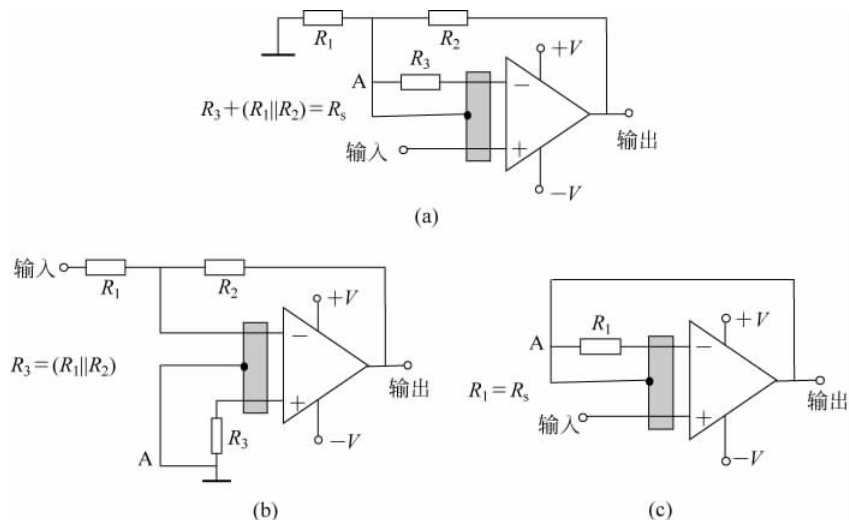 R₁
R₂
+V
R₃
A
−
R₃+(R₁||R₂)=Rₛ
输入
+
输出
−V
(a)
输入
R₁
R₂
+V
−
R₃=(R₁||R₂)
输出
+
R₃
−V
A
(b)
+V
R₁
A
−
R₁=Rₛ
输出
输入
+
−V
(c)